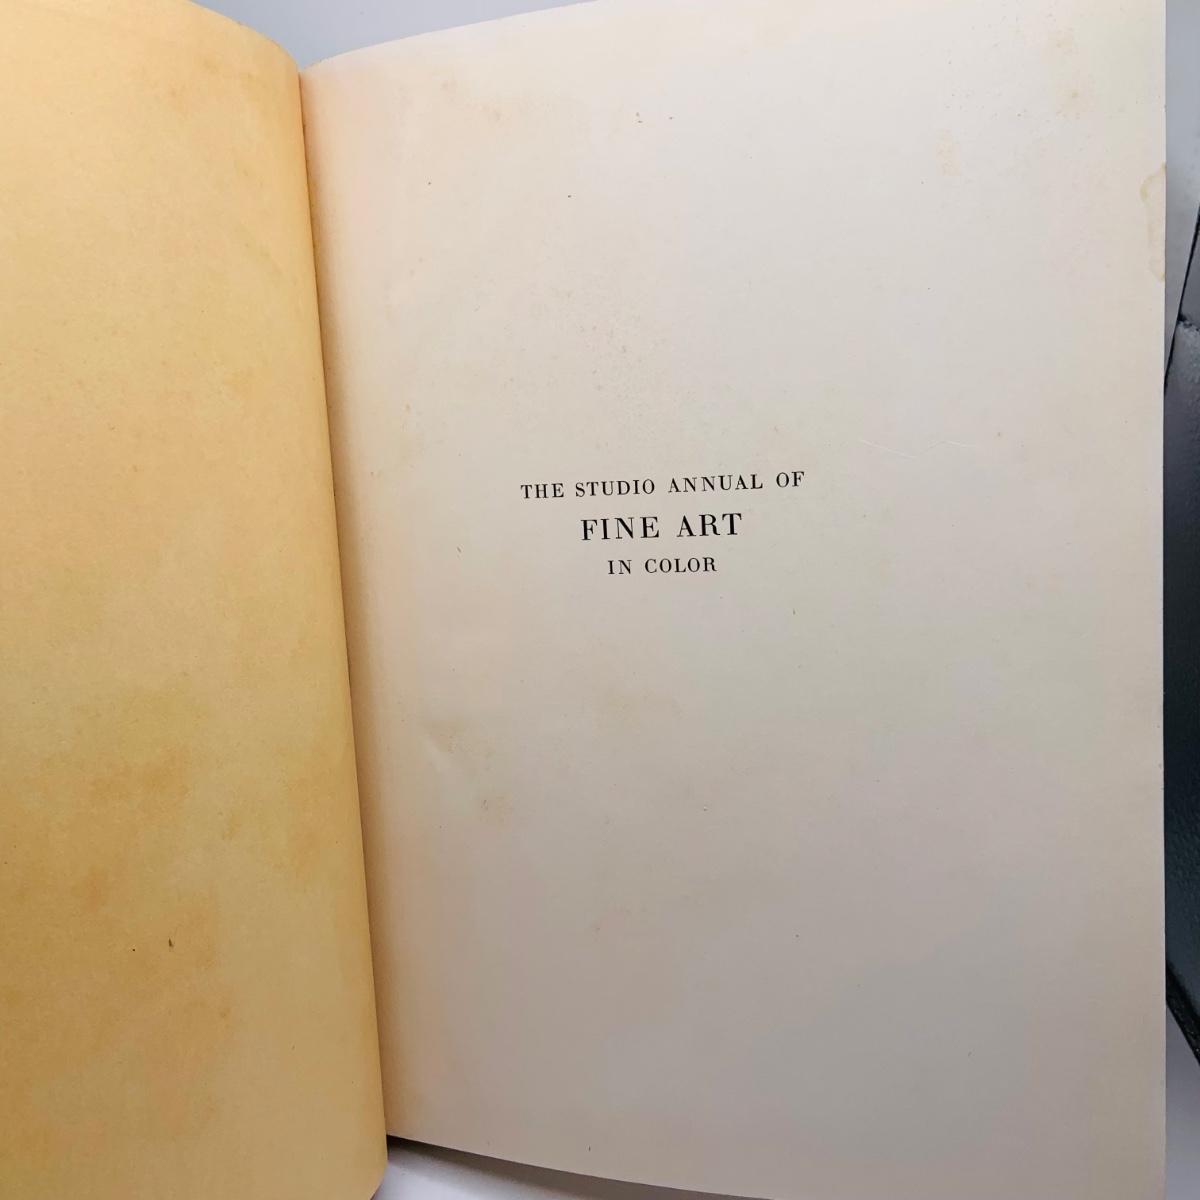 THE STUDIO ANNUAL OF
FINE ART
IN COLOR